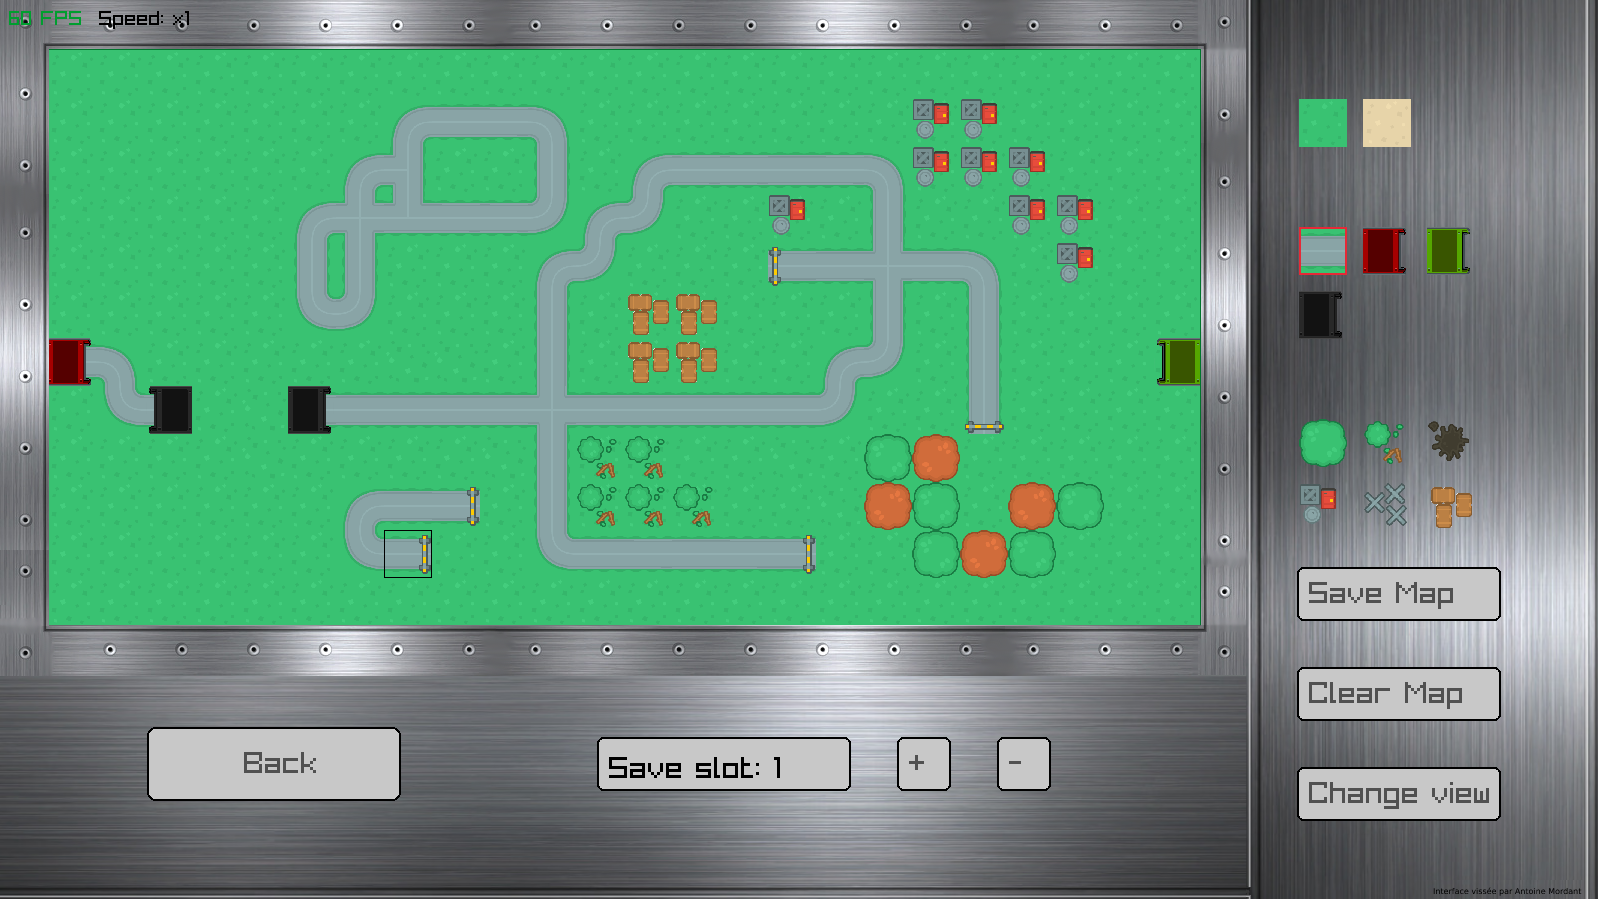 60 FPS Speed: x1
Back
Save slot: 1
+
-
Save Map
Clear Map
Change view
Interface vissée par Antoine Mordant